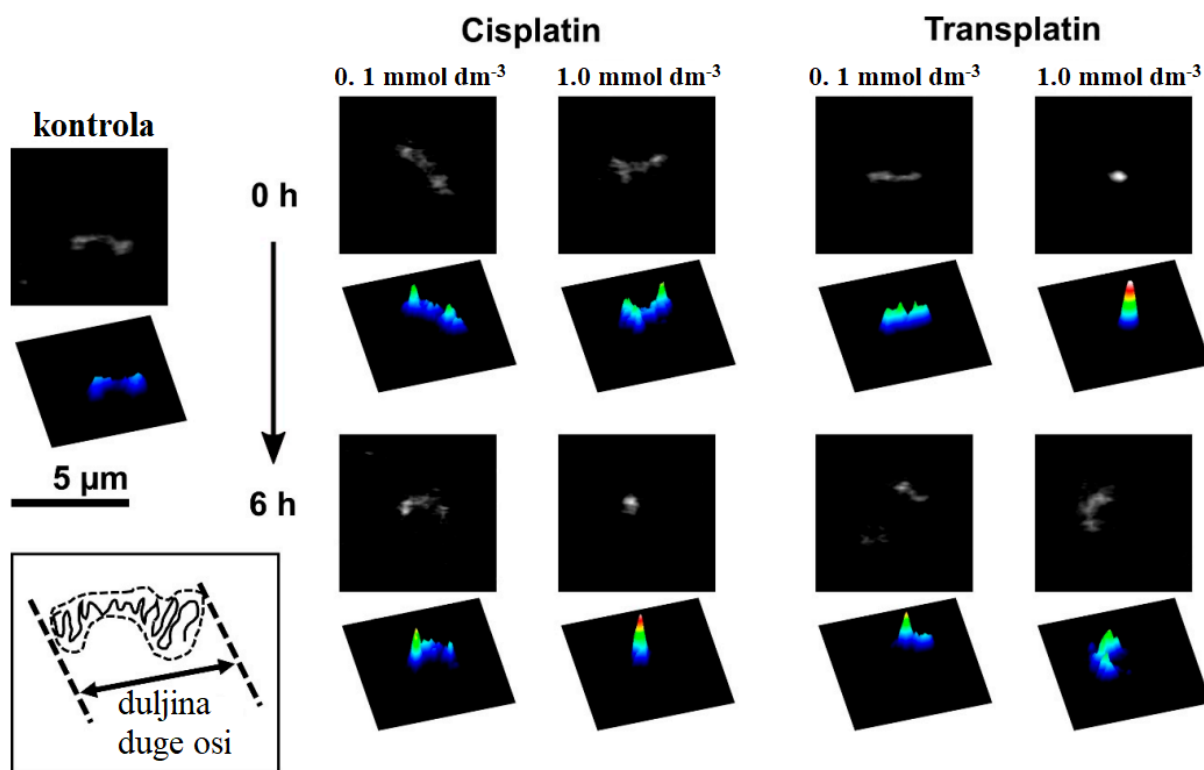 Cisplatin
Transplatin
0. 1 mmol dm⁻³
1.0 mmol dm⁻³
0.1 mmol dm⁻³
1.0 mmol dm⁻³
kontrola
0 h
5 µm
6 h
duljina
duge osi